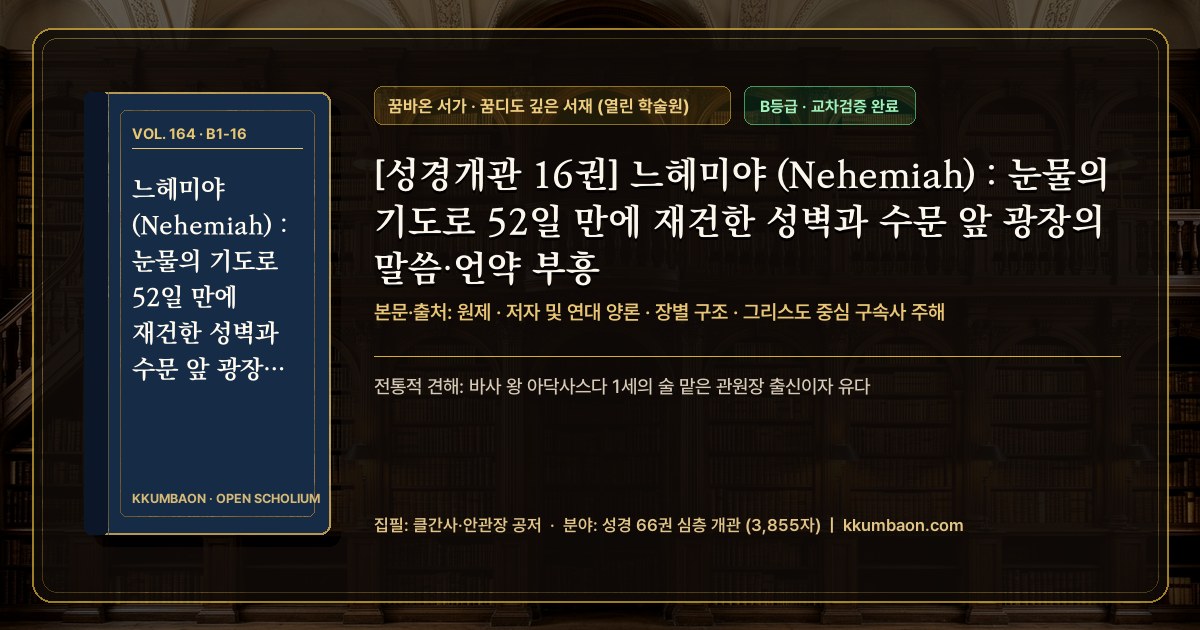 VOL. 164 · B1-16
느헤미야
(Nehemiah) :
눈물의 기도로
52일 만에
재건한 성벽과
수문 앞 광장…
KKUMBAON · OPEN SCHOLIUM
꿈바온 서가 · 꿈디도 깊은 서재 (열린 학술원)
B등급 · 교차검증 완료
[성경개관 16권] 느헤미야 (Nehemiah) : 눈물의
기도로 52일 만에 재건한 성벽과 수문 앞 광장의
말씀·언약 부흥
본문·출처: 원제 · 저자 및 연대 양론 · 장별 구조 · 그리스도 중심 구속사 주해
전통적 견해: 바사 왕 아닥사스다 1세의 술 맡은 관원장 출신이자 유다
집필: 클간사·안관장 공저 · 분야: 성경 66권 심층 개관 (3,855자) | kkumbaon.com